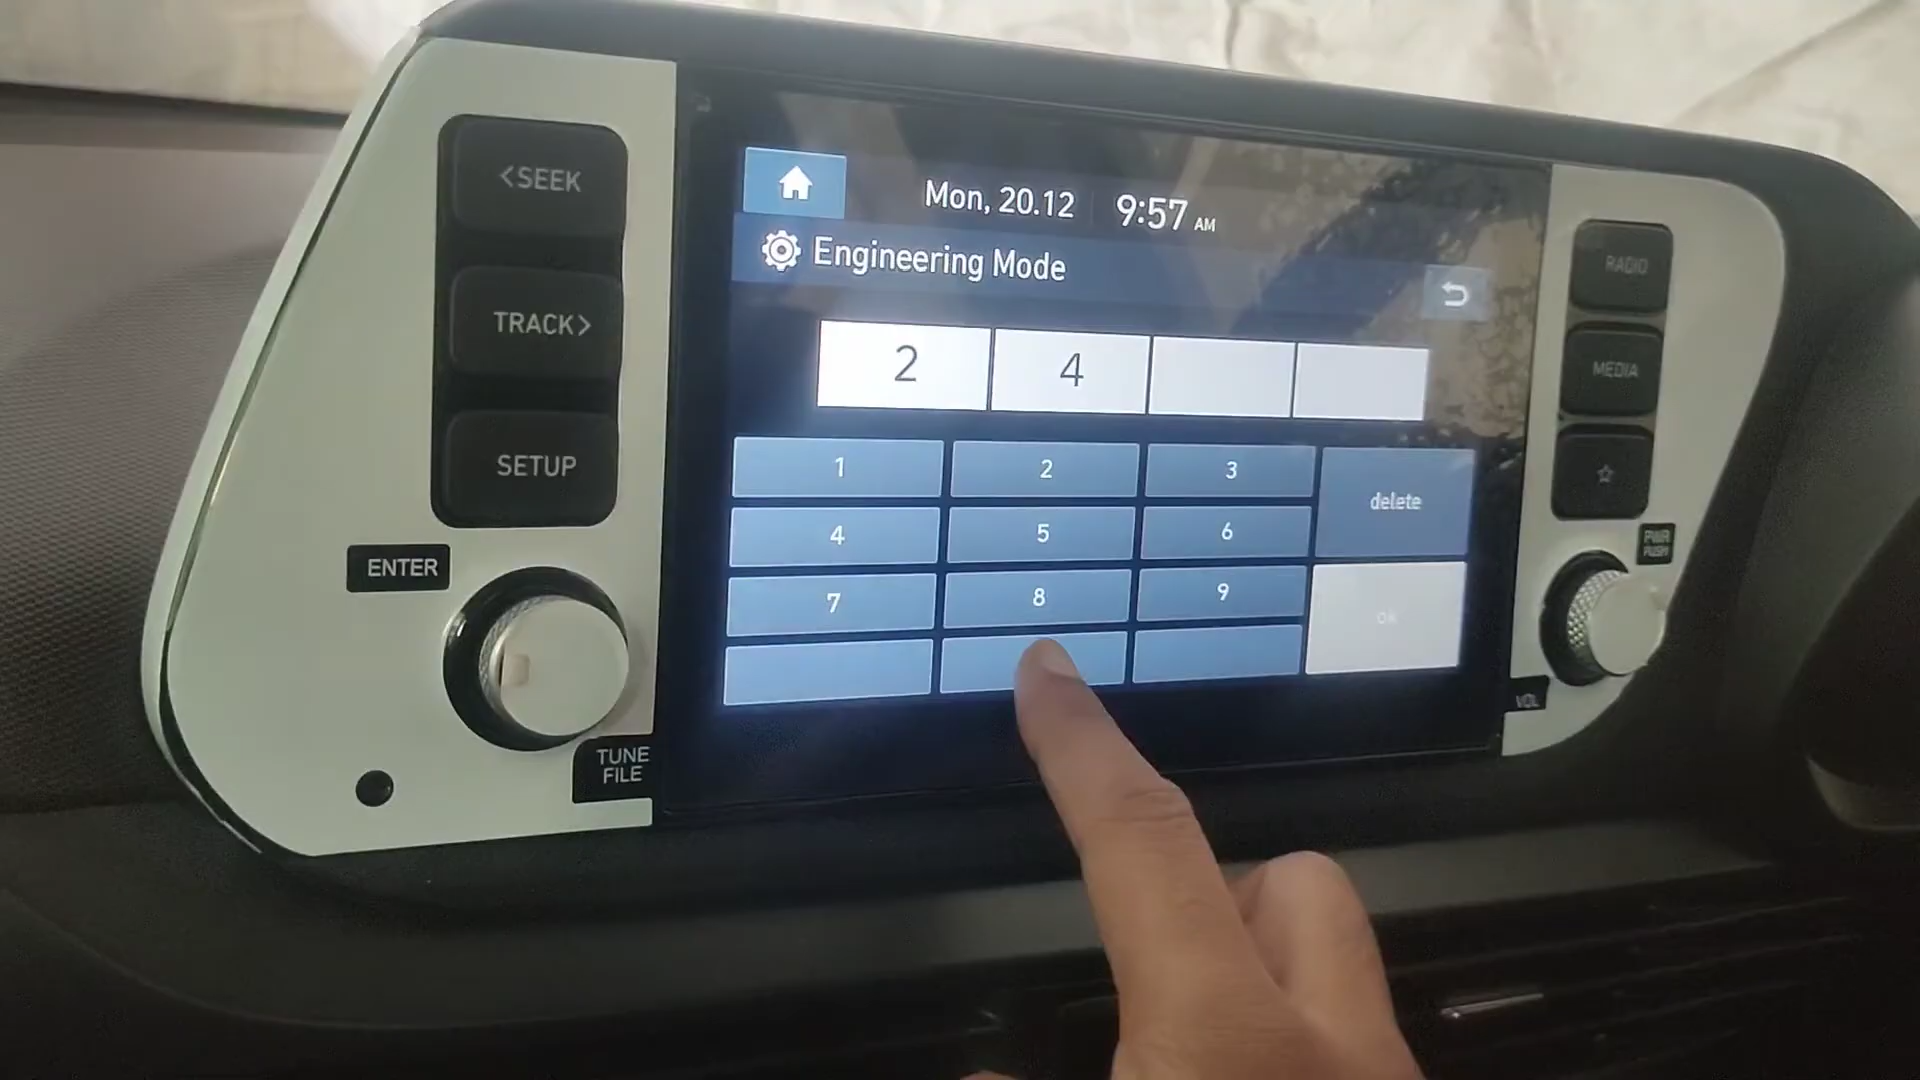 <SEEK
TRACK>
SETUP
ENTER
TUNE
FILE
Mon, 20.12 9:57 AM
Engineering Mode
2 4
1 2 3 delete
4 5 6
7 8 9 ok
RADIO
MEDIA
PWR
PUSH
VOL